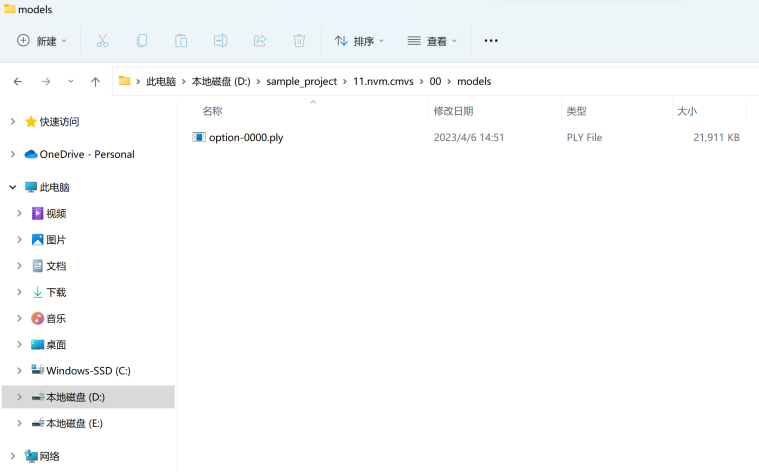 models
新建 排序 查看
此电脑 本地磁盘 (D:) sample_project 11.nvm.cmvs 00 models
名称 修改日期 类型 大小
option-0000.ply 2023/4/6 14:51 PLY File 21,911 KB
快速访问
OneDrive - Personal
此电脑
视频
图片
文档
下载
音乐
桌面
Windows-SSD (C:)
本地磁盘 (D:)
本地磁盘 (E:)
网络